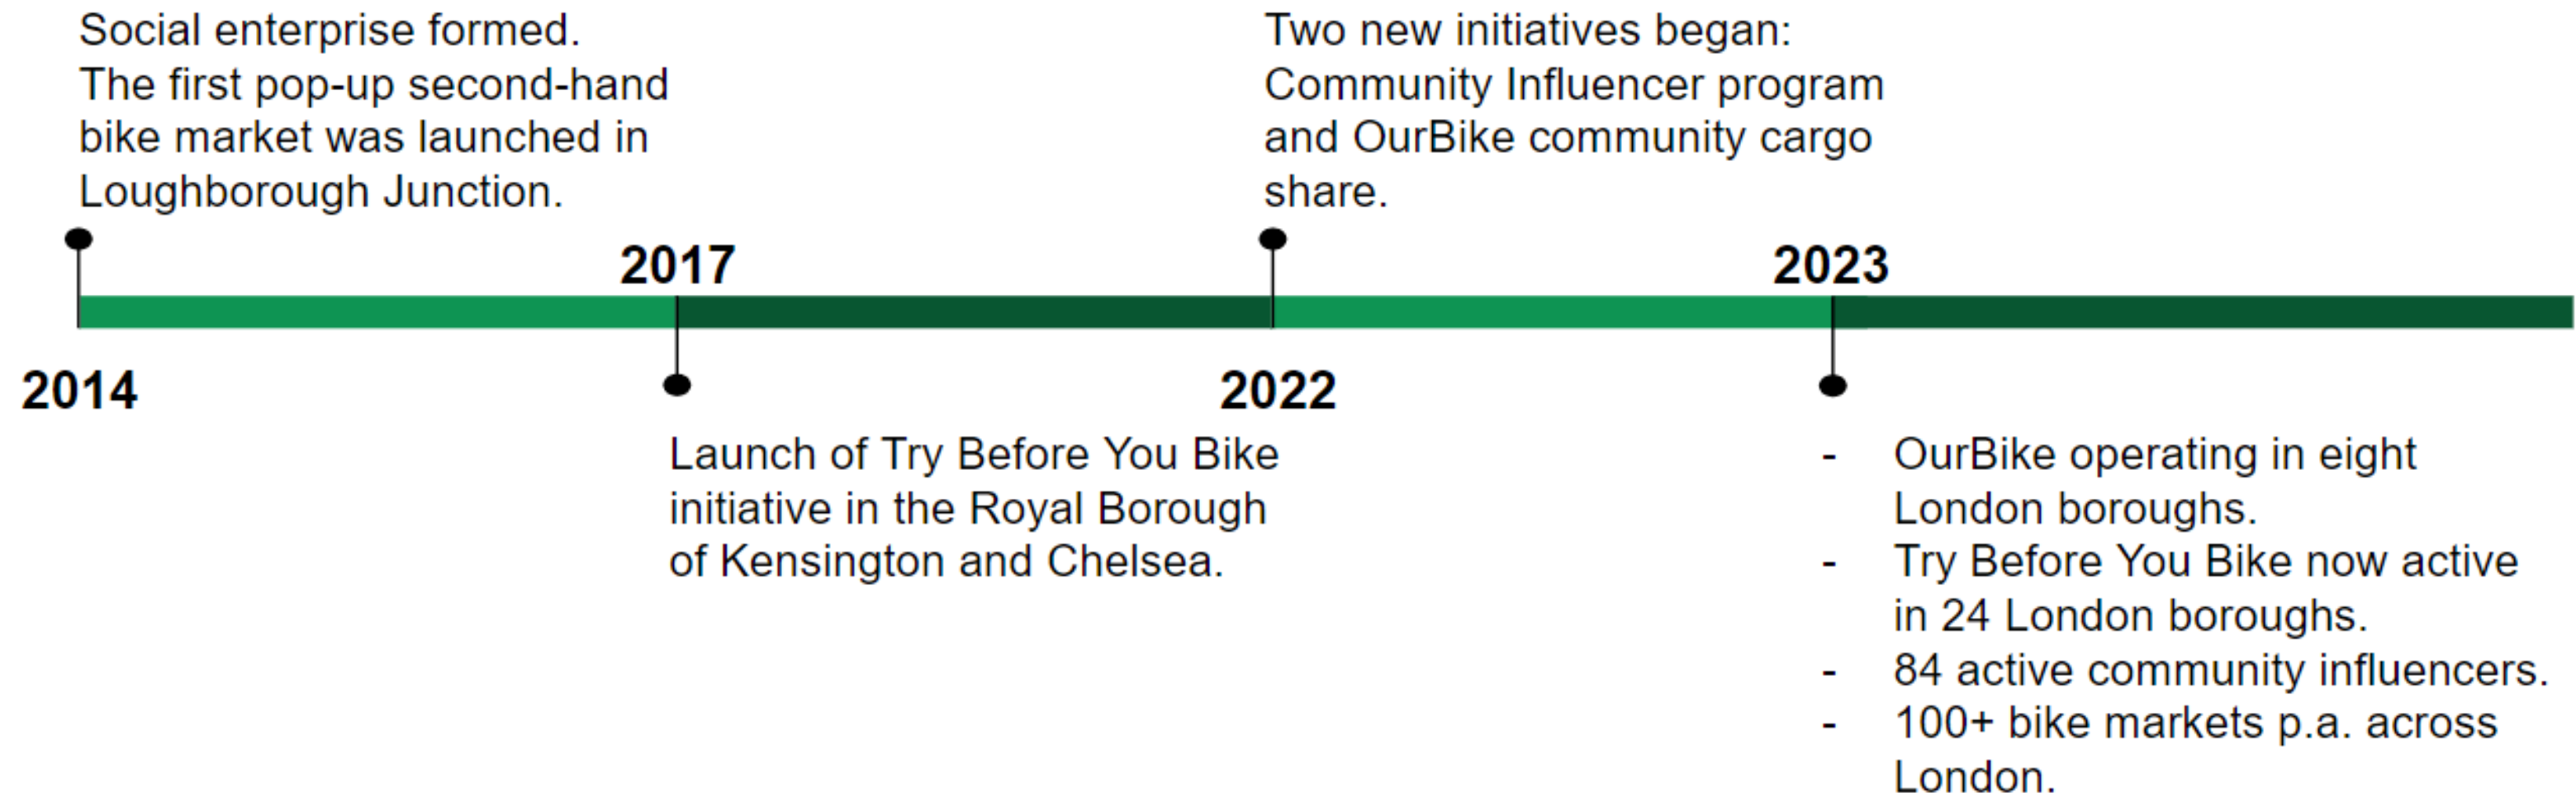 Social enterprise formed.
The first pop-up second-hand
bike market was launched in
Loughborough Junction.
2014
2017
Launch of Try Before You Bike
initiative in the Royal Borough
of Kensington and Chelsea.
Two new initiatives began:
Community Influencer program
and OurBike community cargo
share.
2022
2023
- OurBike operating in eight
London boroughs.
- Try Before You Bike now active
in 24 London boroughs.
- 84 active community influencers.
- 100+ bike markets p.a. across
London.